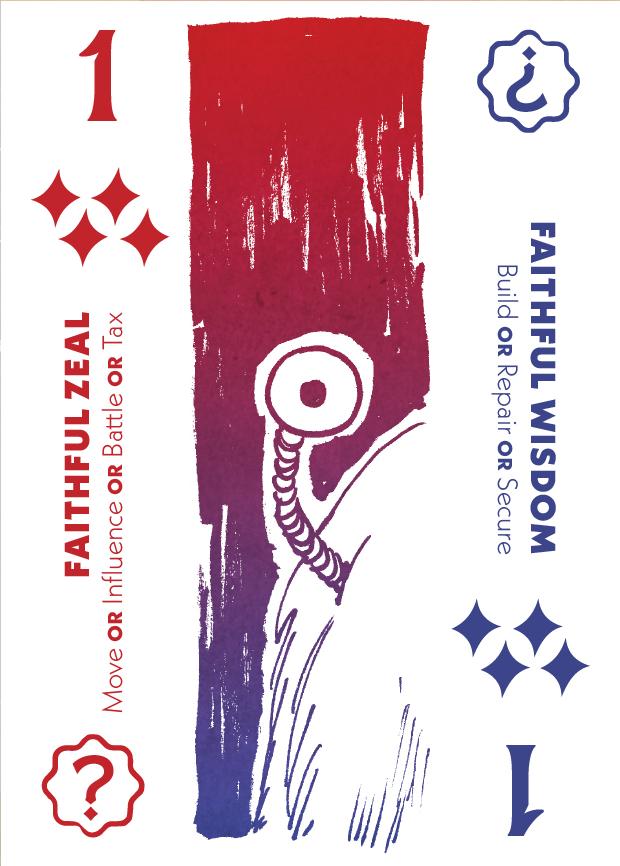 1
FAITHFUL ZEAL
Move OR Influence OR Battle OR Tax
?
?
FAITHFUL WISDOM
Build OR Repair OR Secure
1